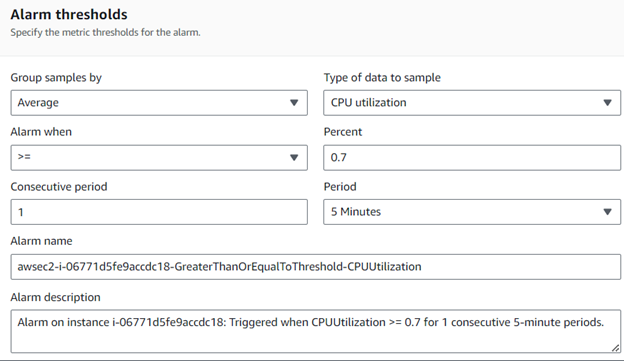 Alarm thresholds
Specify the metric thresholds for the alarm.
Group samples by
Type of data to sample
Average
CPU utilization
Alarm when
Percent
>=
0.7
Consecutive period
Period
1
5 Minutes
Alarm name
awsec2-i-06771d5fe9accdc18-GreaterThanOrEqualToThreshold-CPUUtilization
Alarm description
Alarm on instance i-06771d5fe9accdc18: Triggered when CPUUtilization >= 0.7 for 1 consecutive 5-minute periods.